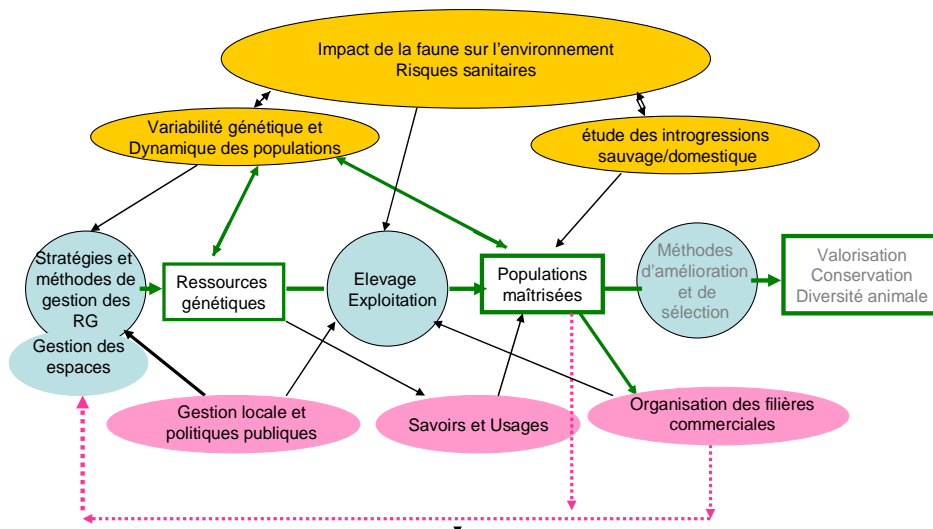 Impact de la faune sur l'environnement
Risques sanitaires
Variabilité génétique et
Dynamique des populations
étude des introgressions
sauvage/domestique
Stratégies et
méthodes de
gestion des
RG
Ressources
génétiques
Elevage
Exploitation
Populations
maîtrisées
Méthodes
d'amélioration
et de
sélection
Valorisation
Conservation
Diversité animale
Gestion des
espaces
Gestion locale et
politiques publiques
Savoirs et Usages
Organisation des filières
commerciales